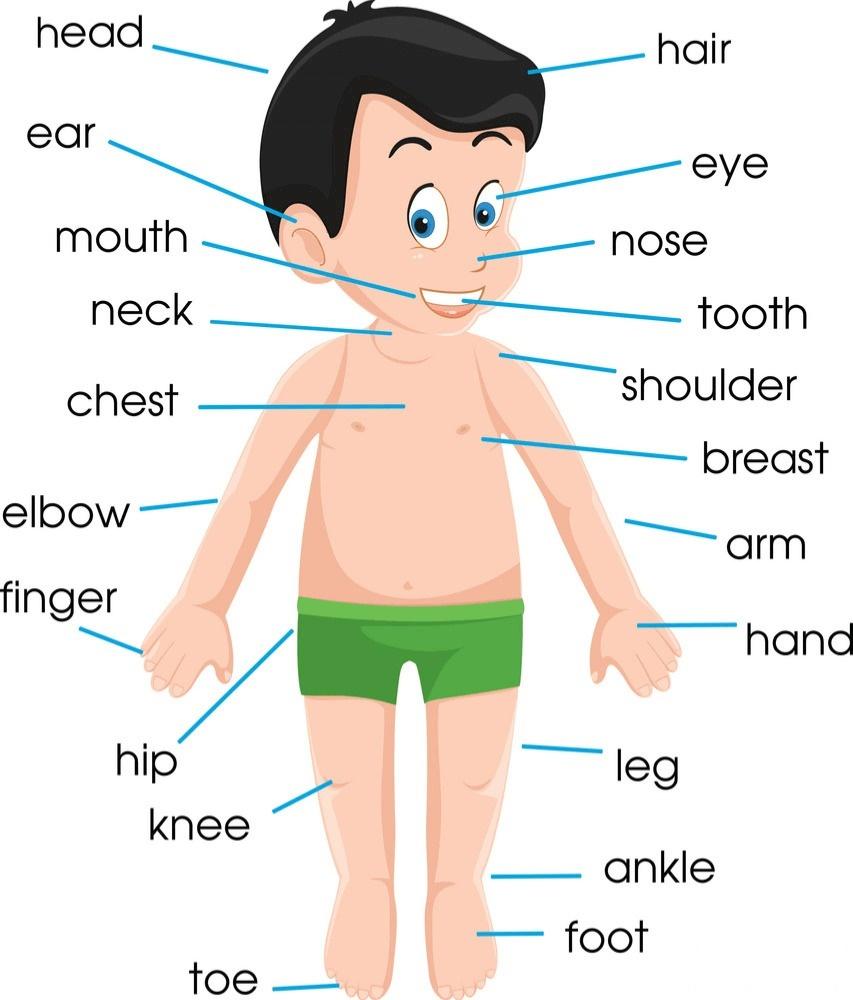 head
hair
ear
eye
mouth
nose
neck
tooth
shoulder
chest
breast
elbow
arm
finger
hand
hip
leg
knee
ankle
foot
toe